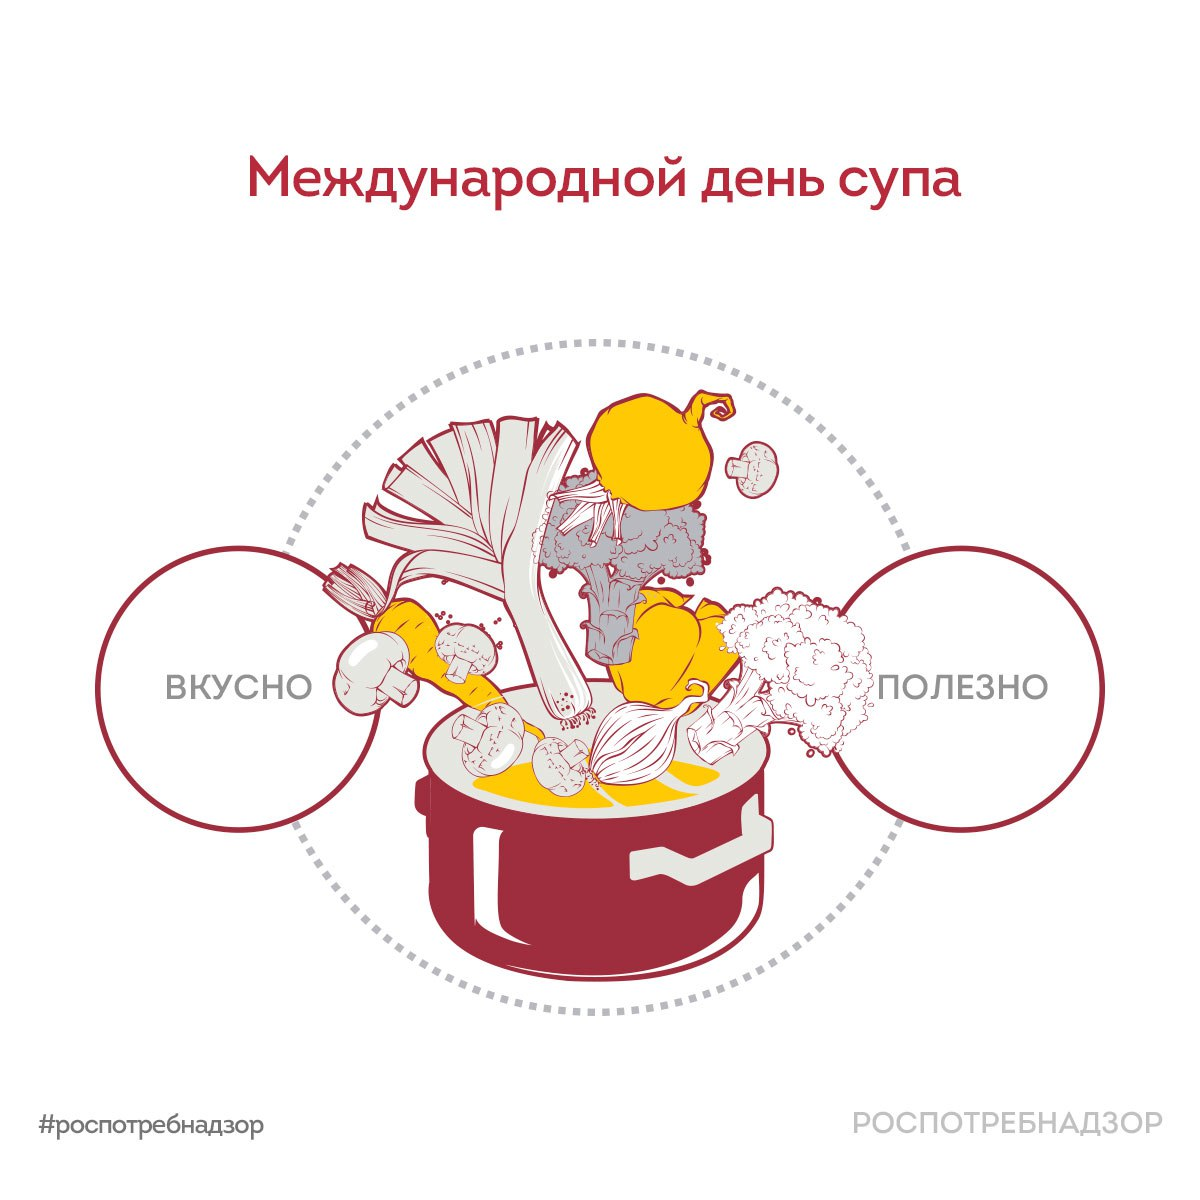 Международной день супа
ВКУСНО
ПОЛЕЗНО
#роспотребнадзор
РОСПОТРЕБНАДЗОР